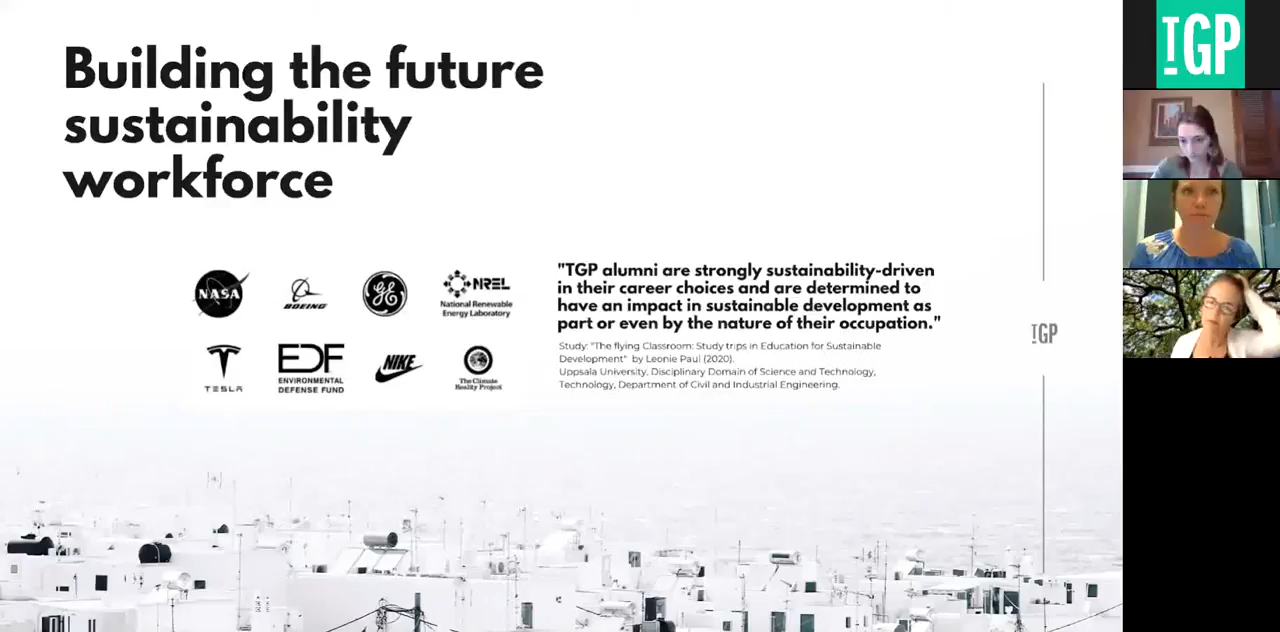 Building the future
sustainability
workforce
NASA
BOEING
GE
NREL
National Renewable
Energy Laboratory
"TGP alumni are strongly sustainability-driven
in their career choices and are determined to
have an impact in sustainable development as
part or even by the nature of their occupation."
Study: "The flying Classroom: Study trips in Education for Sustainable
Development" by Leonie Paul (2020).
Uppsala University, Disciplinary Domain of Science and Technology,
Technology, Department of Civil and Industrial Engineering.
TESLA
EDF
ENVIRONMENTAL
DEFENSE FUND
NIKE
The Climate
Reality Project
TGP
TGP